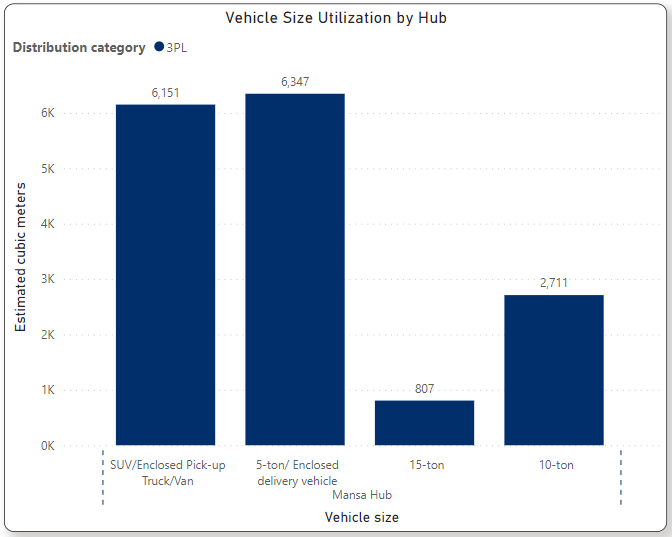 Vehicle Size Utilization by Hub
Distribution category 3PL
6,151
6,347
807
2,711
6K
5K
4K
3K
2K
1K
0K
Estimated cubic meters
SUV/Enclosed Pick-up
Truck/Van
5-ton/ Enclosed
delivery vehicle
15-ton
10-ton
Mansa Hub
Vehicle size